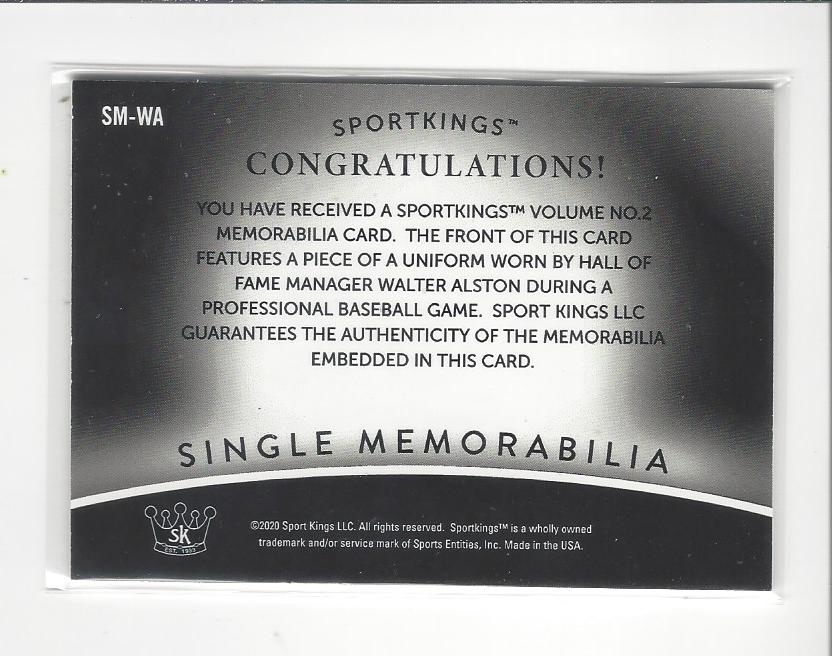 SM-WA
SPORTKINGS™
CONGRATULATIONS!
YOU HAVE RECEIVED A SPORTKINGS™ VOLUME NO.2
MEMORABILIA CARD. THE FRONT OF THIS CARD
FEATURES A PIECE OF A UNIFORM WORN BY HALL OF
FAME MANAGER WALTER ALSTON DURING A
PROFESSIONAL BASEBALL GAME. SPORT KINGS LLC
GUARANTEES THE AUTHENTICITY OF THE MEMORABILIA
EMBEDDED IN THIS CARD.
SINGLE MEMORABILIA
SK
EST. 1933
©2020 Sport Kings LLC. All rights reserved. Sportkings™ is a wholly owned
trademark and/or service mark of Sports Entities, Inc. Made in the USA.